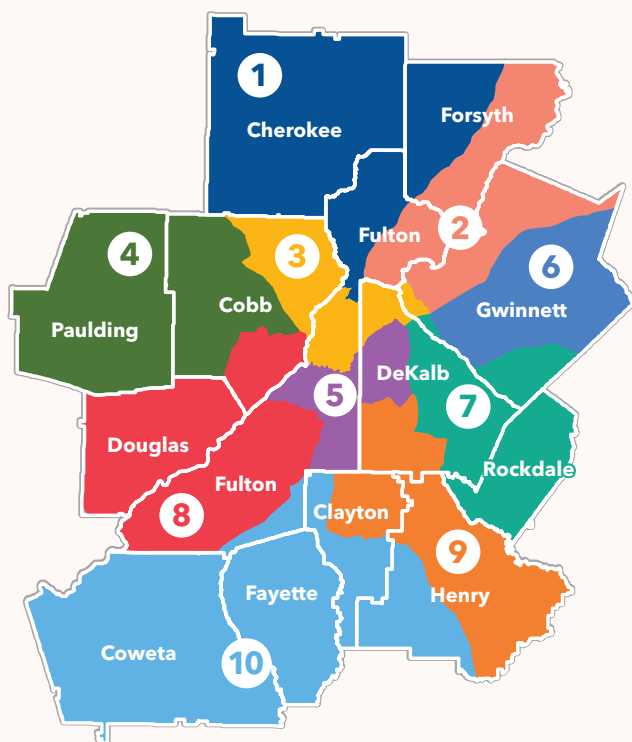 1
Cherokee
Forsyth
Fulton
2
4
3
6
Cobb
Gwinnett
Paulding
DeKalb
5
7
Douglas
Rockdale
Fulton
8
Clayton
9
Fayette
Henry
Coweta
10